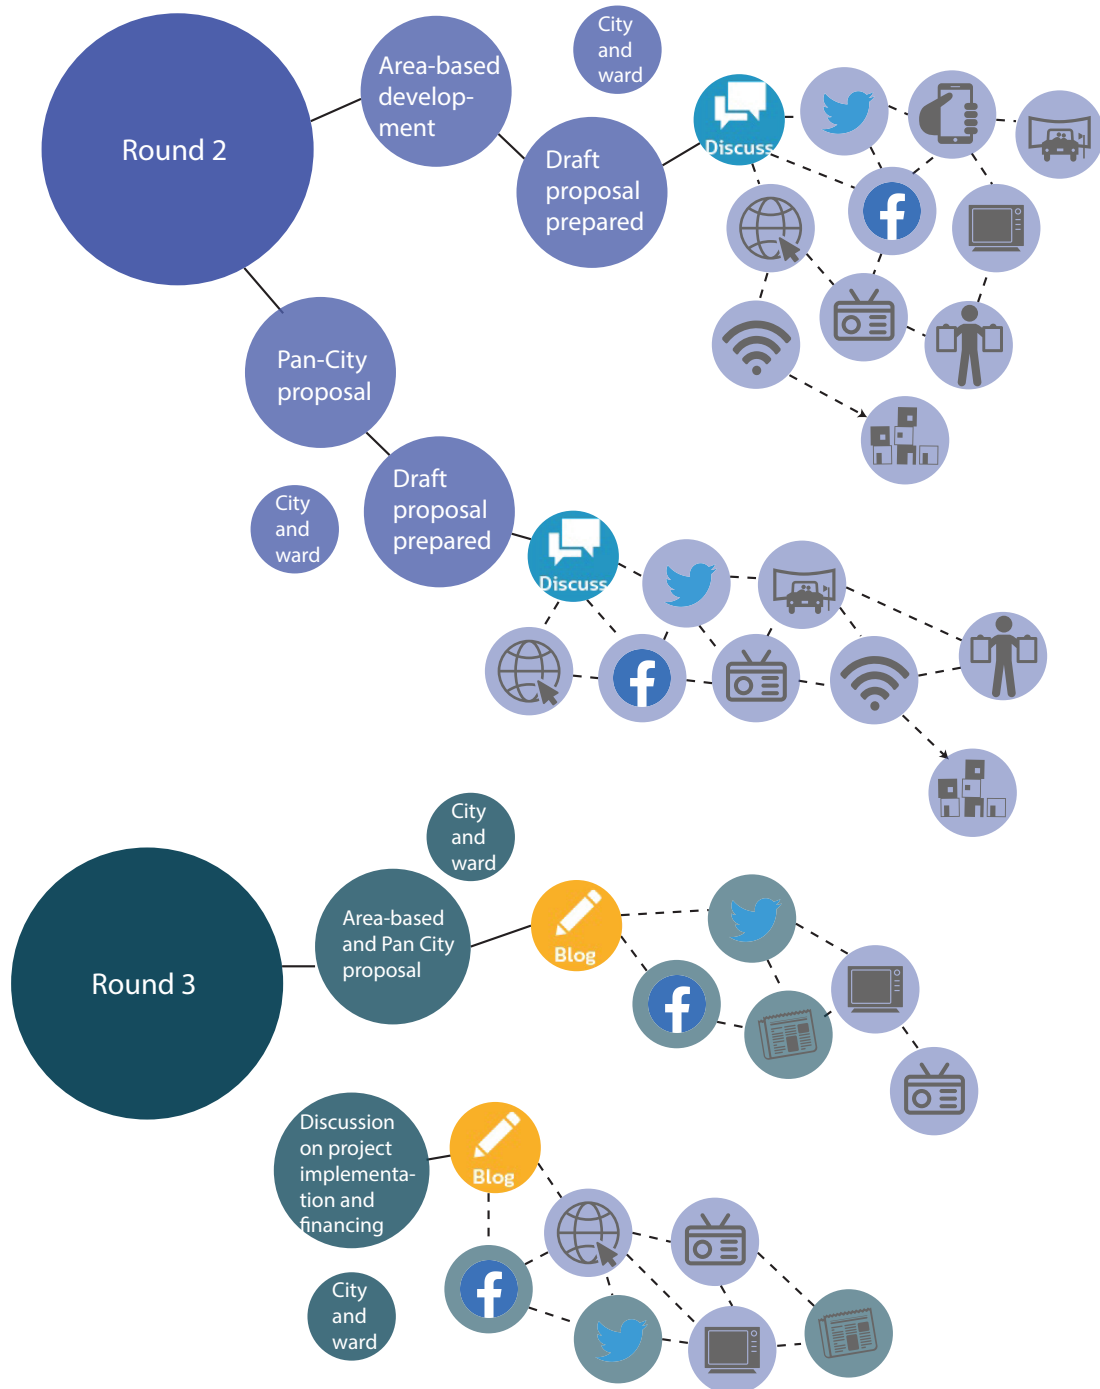 City
and
ward
Area-based
develop-
ment
Round 2
Discuss
Draft
proposal
prepared
Pan-City
proposal
Draft
proposal
prepared
City
and
ward
Discuss
City
and
ward
Area-based
and Pan City
proposal
Blog
Round 3
Discussion
on project
implementa-
tion and
financing
Blog
City
and
ward